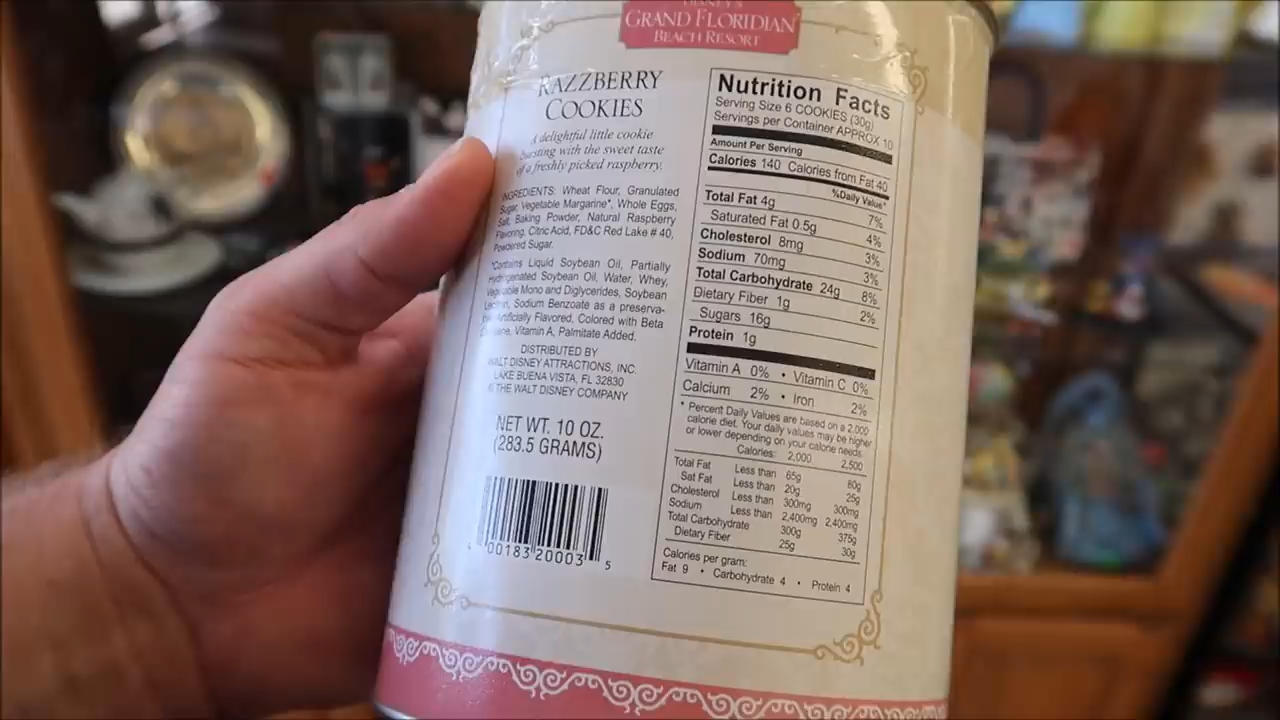 DISNEY'S
GRAND FLORIDIAN
BEACH RESORT
RAZZBERRY
COOKIES
A delightful little cookie
bursting with the sweet taste
of a freshly picked raspberry.
INGREDIENTS: Wheat Flour, Granulated
Sugar, Vegetable Margarine*, Whole Eggs,
Salt, Baking Powder, Natural Raspberry
Flavoring, Citric Acid, FD&C Red Lake # 40,
Powdered Sugar.
*Contains Liquid Soybean Oil, Partially
Hydrogenated Soybean Oil, Water, Whey,
Vegetable Mono and Diglycerides, Soybean
Lecithin, Sodium Benzoate as a preserva-
Artificially Flavored, Colored with Beta
Vitamin A, Palmitate Added.
DISTRIBUTED BY
WALT DISNEY ATTRACTIONS, INC.
LAKE BUENA VISTA, FL 32830
© THE WALT DISNEY COMPANY
NET WT. 10 OZ.
(283.5 GRAMS)
00183 20003 5
Nutrition Facts
Serving Size 6 COOKIES (30g)
Servings per Container APPROX 10
Amount Per Serving
Calories 140 Calories from Fat 40
%Daily Value*
Total Fat 4g 7%
Saturated Fat 0.5g 4%
Cholesterol 8mg 3%
Sodium 70mg 3%
Total Carbohydrate 24g 8%
Dietary Fiber 1g 2%
Sugars 16g
Protein 1g
Vitamin A 0% • Vitamin C 0%
Calcium 2% • Iron 2%
* Percent Daily Values are based on a 2,000
calorie diet. Your daily values may be higher
or lower depending on your calorie needs:
Calories: 2,000 2,500
Total Fat Less than 65g 80g
Sat Fat Less than 20g 25g
Cholesterol Less than 300mg 300mg
Sodium Less than 2,400mg 2,400mg
Total Carbohydrate 300g 375g
Dietary Fiber 25g 30g
Calories per gram:
Fat 9 • Carbohydrate 4 • Protein 4